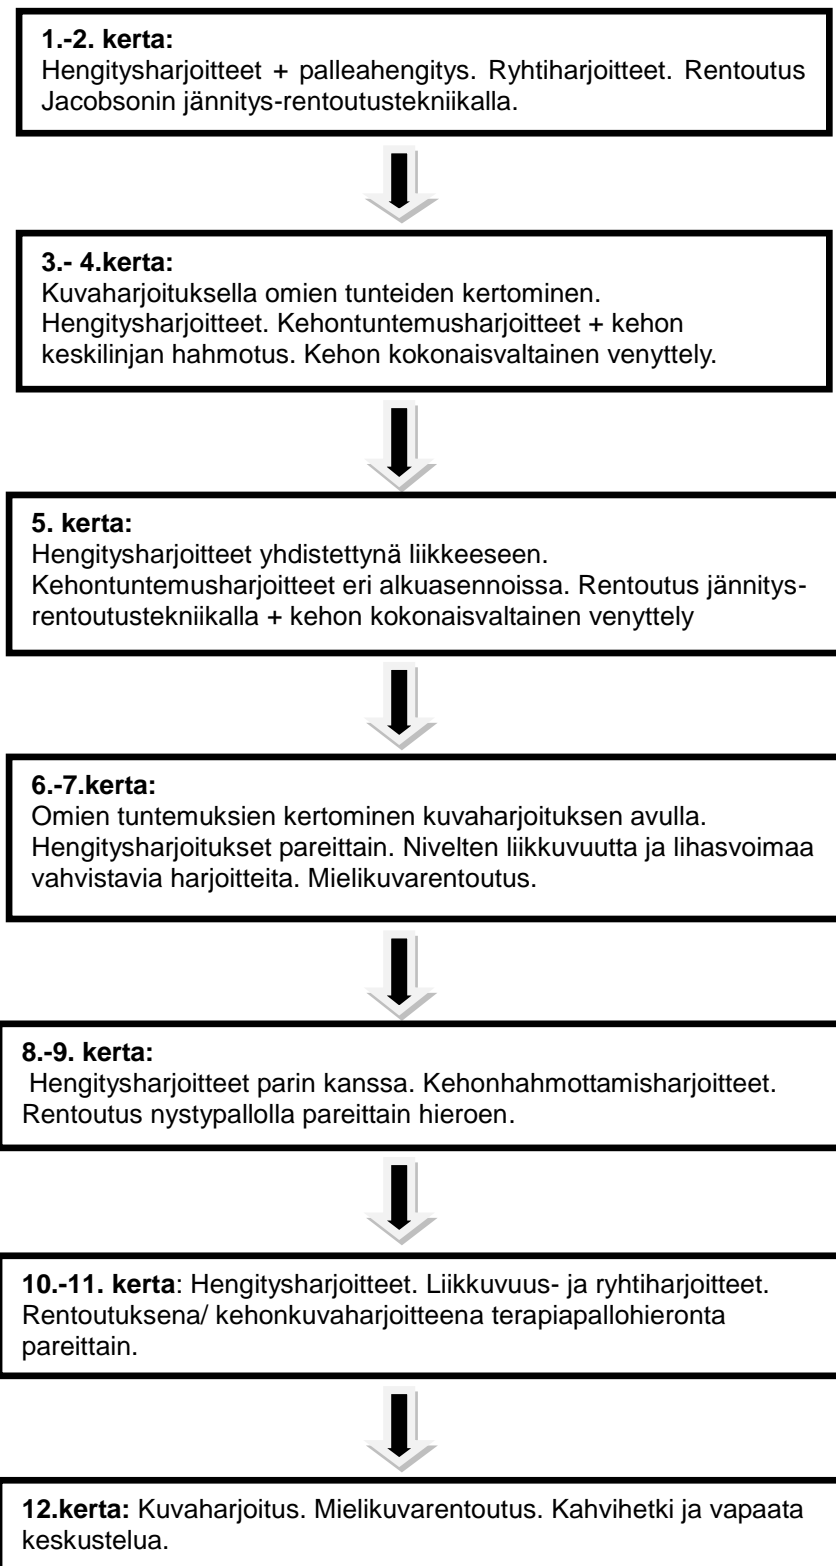 1.-2. kerta:
Hengitysharjoitteet + palleahengitys. Ryhtiharjoitteet. Rentoutus
Jacobsonin jännitys-rentoutustekniikalla.
3.- 4.kerta:
Kuvaharjoituksella omien tunteiden kertominen.
Hengitysharjoitteet. Kehontuntemusharjoitteet + kehon
keskilinjan hahmotus. Kehon kokonaisvaltainen venyttely.
5. kerta:
Hengitysharjoitteet yhdistettynä liikkeeseen.
Kehontuntemusharjoitteet eri alkuasennoissa. Rentoutus jännitys-
rentoutustekniikalla + kehon kokonaisvaltainen venyttely
6.-7.kerta:
Omien tuntemuksien kertominen kuvaharjoituksen avulla.
Hengitysharjoitukset pareittain. Nivelten liikkuvuutta ja lihasvoimaa
vahvistavia harjoitteita. Mielikuvarentoutus.
8.-9. kerta:
Hengitysharjoitteet parin kanssa. Kehonhahmottamisharjoitteet.
Rentoutus nystypallolla pareittain hieroen.
10.-11. kerta: Hengitysharjoitteet. Liikkuvuus- ja ryhtiharjoitteet.
Rentoutuksena/ kehonkuvaharjoitteena terapiapallohieronta
pareittain.
12.kerta: Kuvaharjoitus. Mielikuvarentoutus. Kahvihetki ja vapaata
keskustelua.